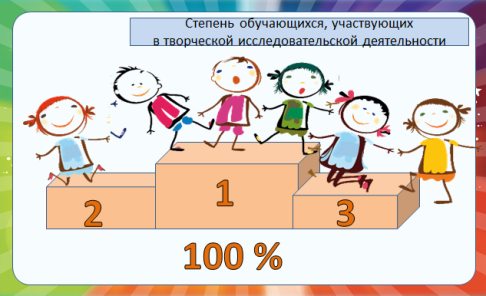 Степень обучающихся, участвующих
в творческой исследовательской деятельности
1
2
3
100 %